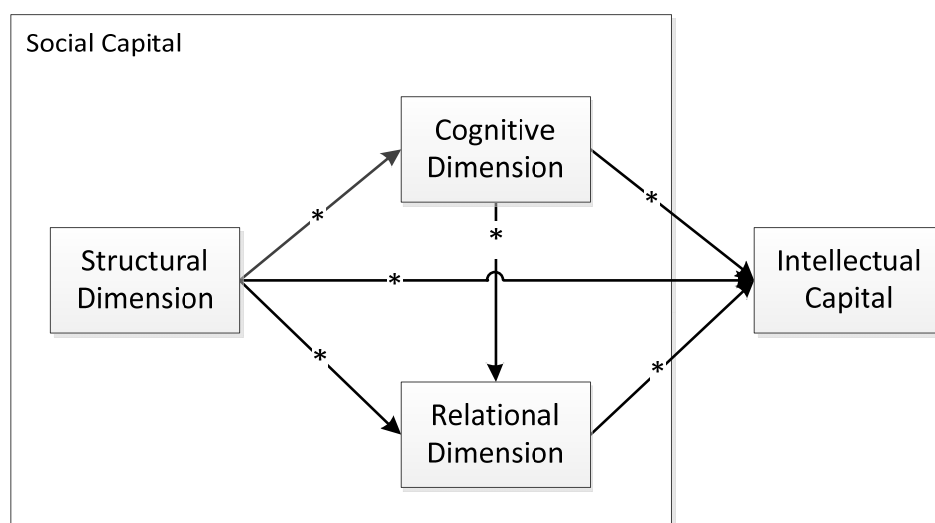 Social Capital
Cognitive
Dimension
*
*
*
Structural
Dimension
*
Intellectual
Capital
*
*
Relational
Dimension